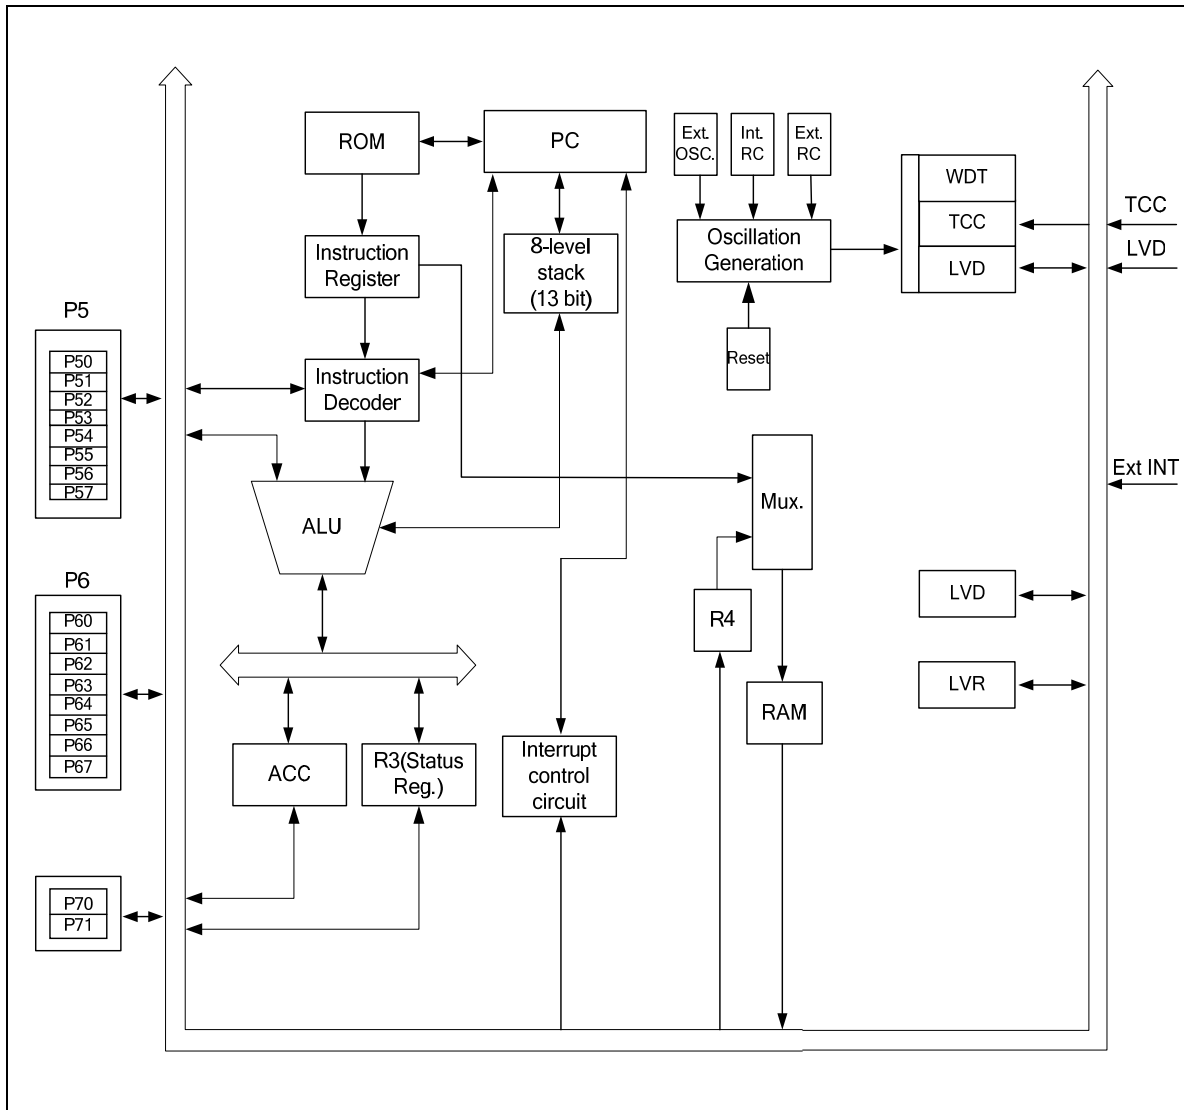 ROM
PC
Ext.
OSC.
Int.
RC
Ext.
RC
WDT
TCC
LVD
TCC
LVD
Oscillation
Generation
Reset
Instruction
Register
8-level
stack
(13 bit)
Instruction
Decoder
P5
P50
P51
P52
P53
P54
P55
P56
P57
ALU
Mux.
Ext INT
P6
P60
P61
P62
P63
P64
P65
P66
P67
R4
LVD
LVR
RAM
ACC
R3(Status
Reg.)
Interrupt
control
circuit
P70
P71